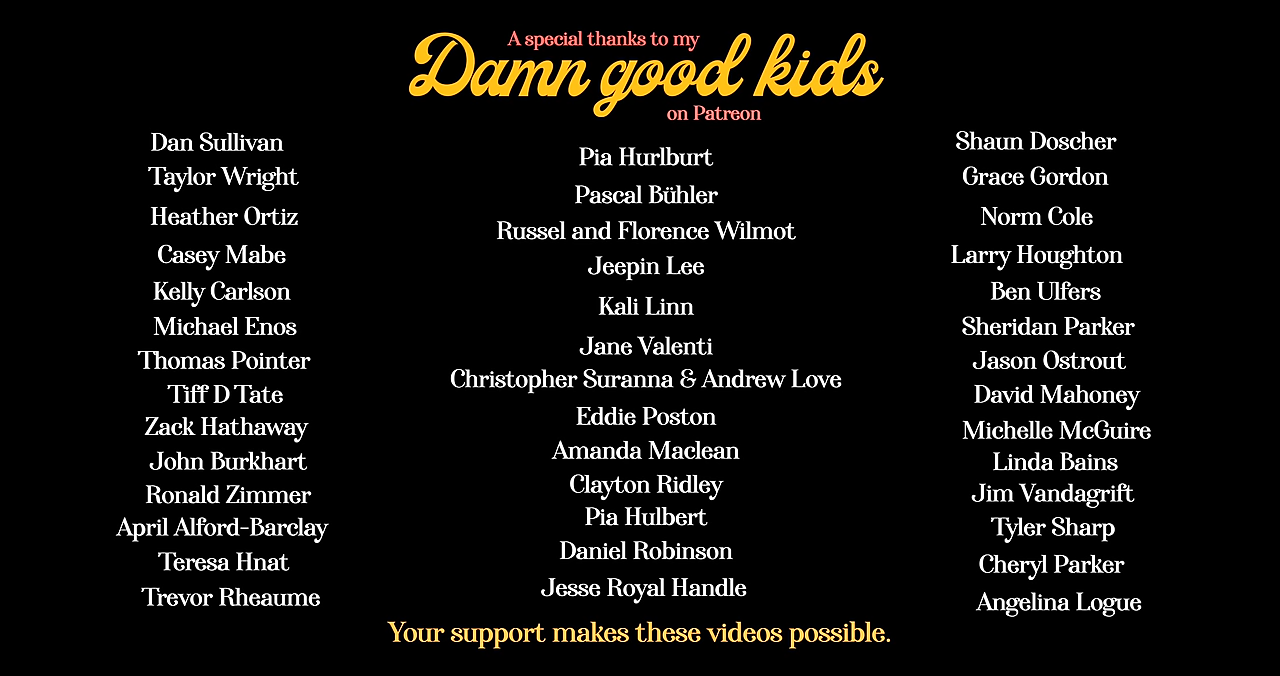 A special thanks to my
Damn good kids
on Patreon
Dan Sullivan
Taylor Wright
Heather Ortiz
Casey Mabe
Kelly Carlson
Michael Enos
Thomas Pointer
Tiff D Tate
Zack Hathaway
John Burkhart
Ronald Zimmer
April Alford-Barclay
Teresa Hnat
Trevor Rheaume
Pia Hurlburt
Pascal Bühler
Russel and Florence Wilmot
Jeepin Lee
Kali Linn
Jane Valenti
Christopher Suranna & Andrew Love
Eddie Poston
Amanda Maclean
Clayton Ridley
Pia Hulbert
Daniel Robinson
Jesse Royal Handle
Shaun Doscher
Grace Gordon
Norm Cole
Larry Houghton
Ben Ulfers
Sheridan Parker
Jason Ostrout
David Mahoney
Michelle McGuire
Linda Bains
Jim Vandagrift
Tyler Sharp
Cheryl Parker
Angelina Logue
Your support makes these videos possible.